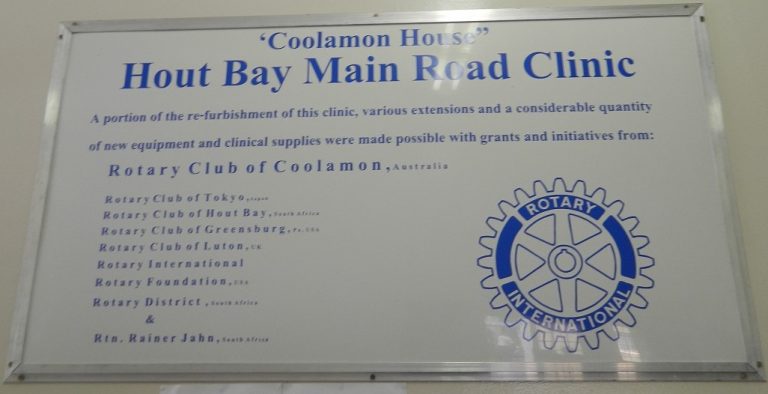 ‘Coolamon House”
Hout Bay Main Road Clinic
A portion of the re-furbishment of this clinic, various extensions and a considerable quantity
of new equipment and clinical supplies were made possible with grants and initiatives from:
Rotary Club of Coolamon, Australia
Rotary Club of Tokyo, Japan
Rotary Club of Hout Bay, South Africa
Rotary Club of Greensburg, Pa, USA
Rotary Club of Luton, UK
Rotary International
Rotary Foundation, USA
Rotary District , South Africa
&
Rtn. Rainer Jahn, South Africa
ROTARY
INTERNATIONAL